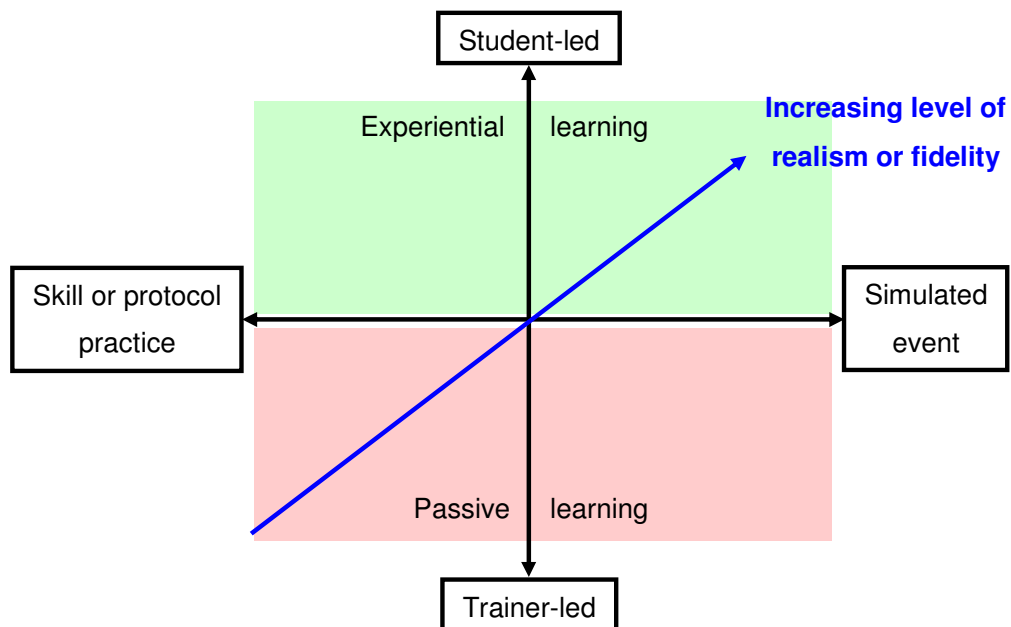 Student-led
Experiential learning
Increasing level of
realism or fidelity
Skill or protocol
practice
Simulated
event
Passive learning
Trainer-led